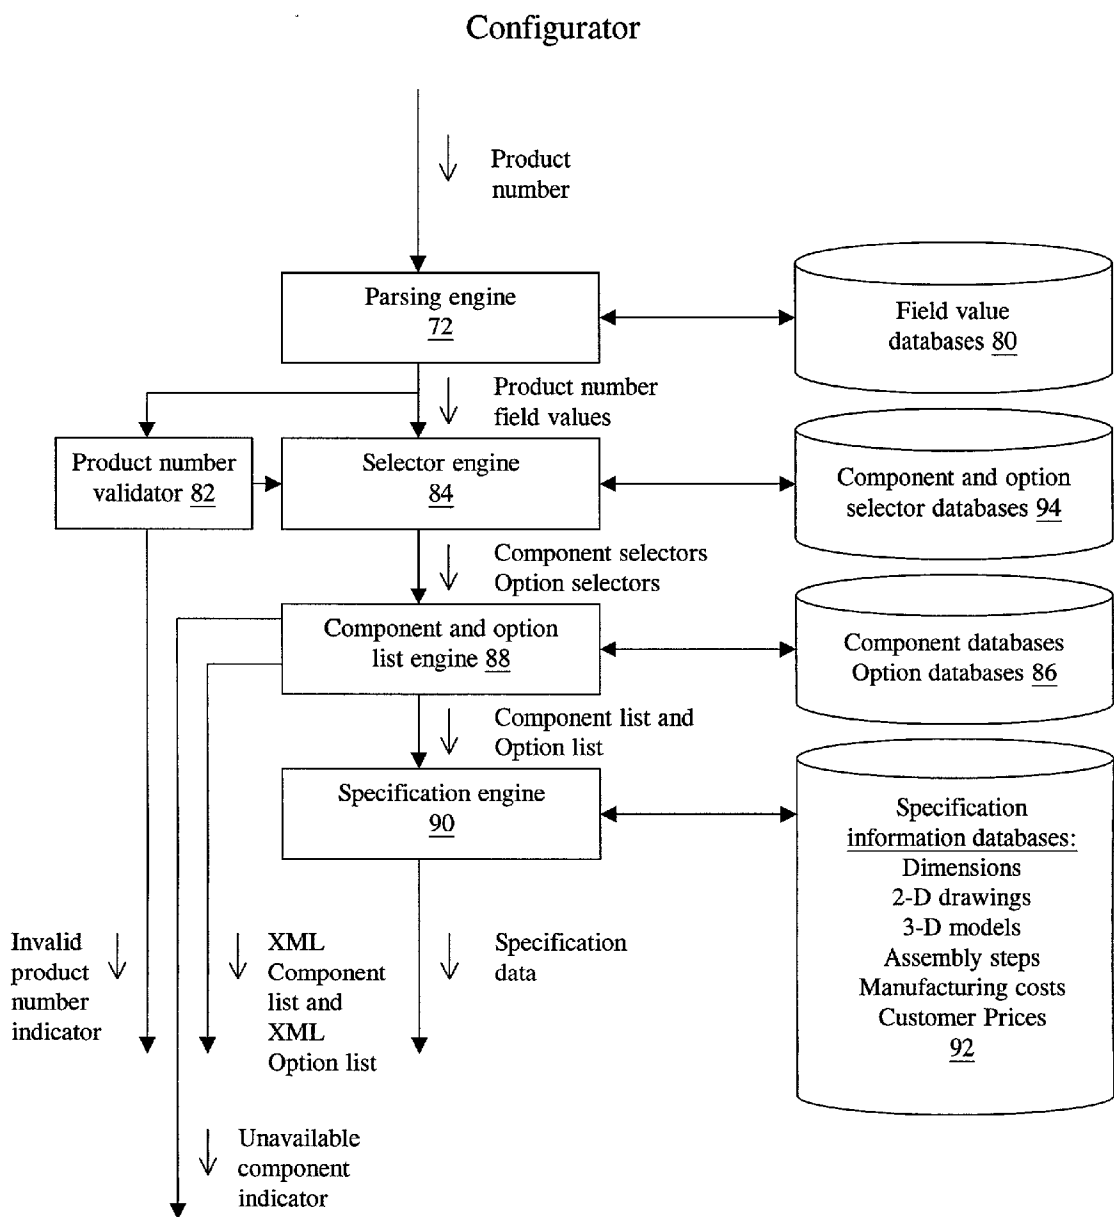 Configurator
Product
number
Parsing engine
72
Field value
databases 80
Product number
field values
Product number
validator 82
Selector engine
84
Component and option
selector databases 94
Component selectors
Option selectors
Component and option
list engine 88
Component databases
Option databases 86
Component list and
Option list
Specification engine
90
Specification
information databases:
Dimensions
2-D drawings
3-D models
Assembly steps
Manufacturing costs
Customer Prices
92
Invalid
product
number
indicator
XML
Component
list and
XML
Option list
Specification
data
Unavailable
component
indicator